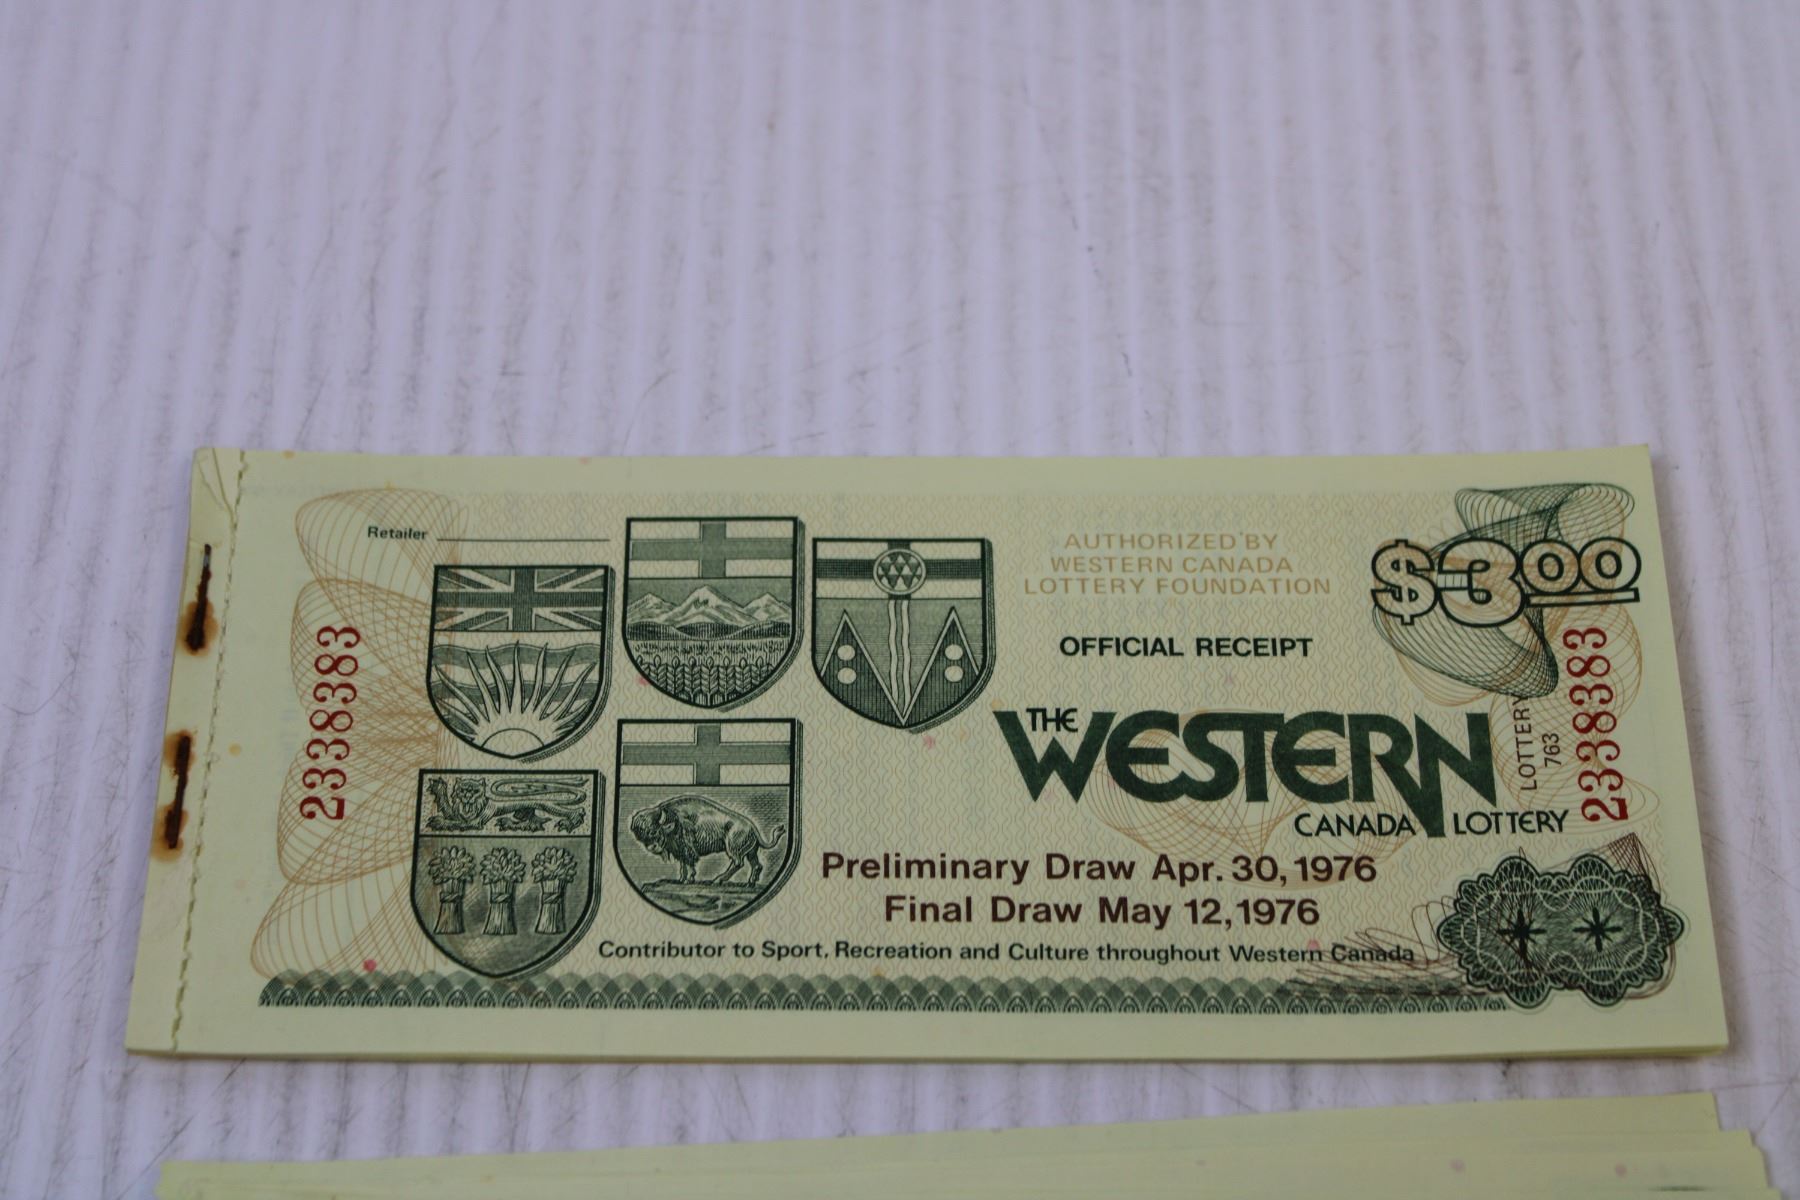 Retailer
AUTHORIZED BY
WESTERN CANADA
LOTTERY FOUNDATION
$3.00
OFFICIAL RECEIPT
2338383
THE
WESTERN
CANADA LOTTERY
LOTTERY
763
2338383
Preliminary Draw Apr. 30, 1976
Final Draw May 12, 1976
Contributor to Sport, Recreation and Culture throughout Western Canada